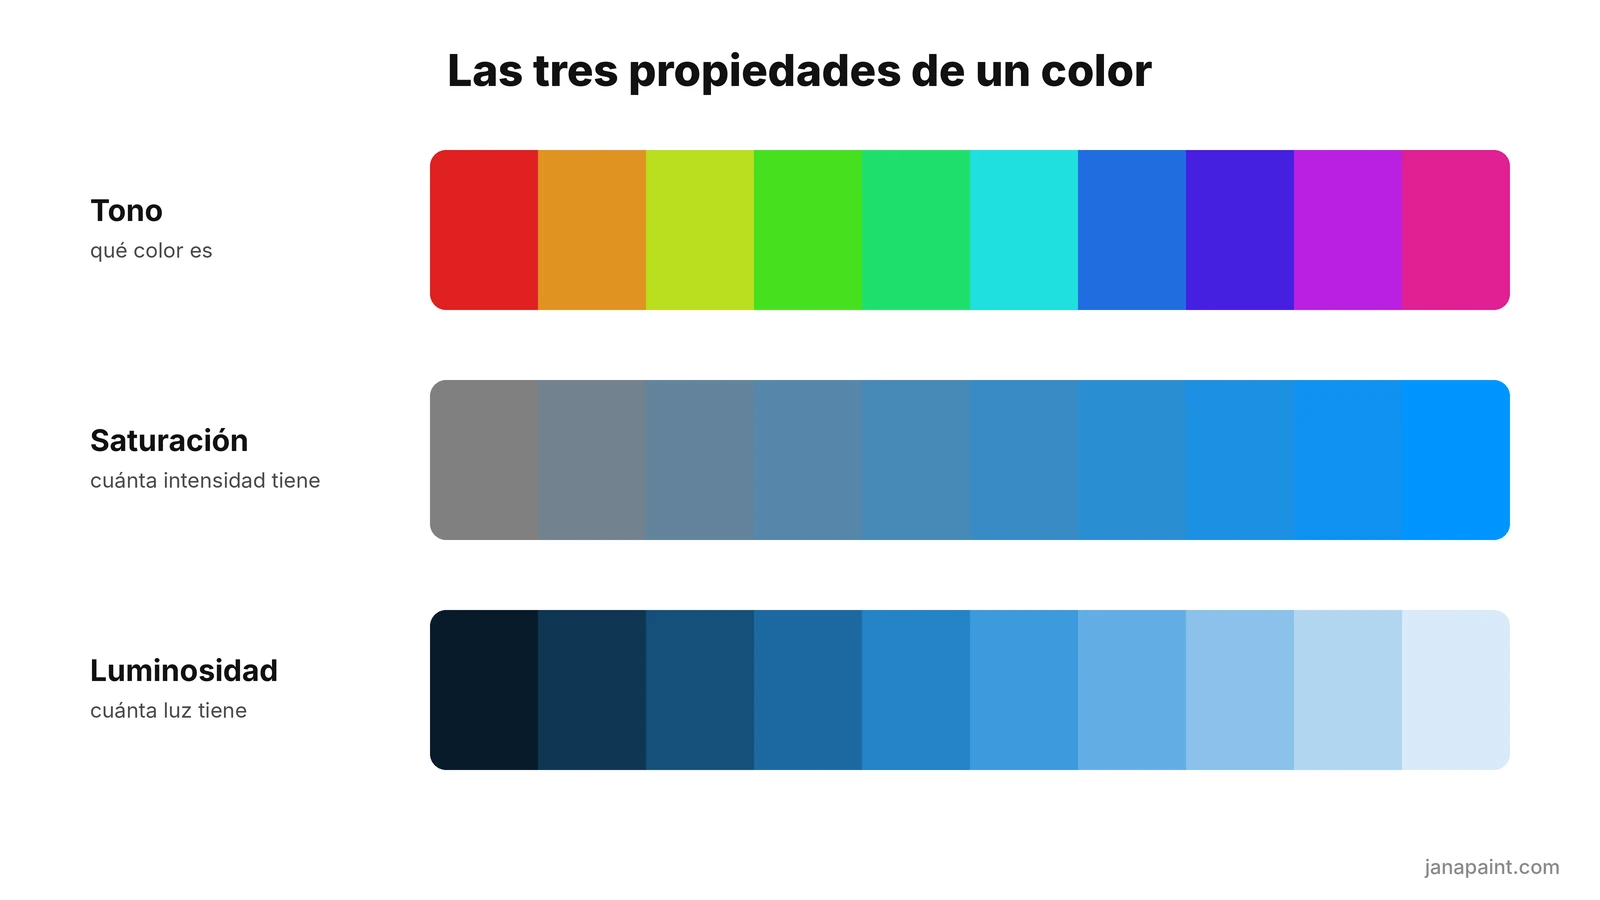 Las tres propiedades de un color
Tono
qué color es
Saturación
cuánta intensidad tiene
Luminosidad
cuánta luz tiene
janapaint.com